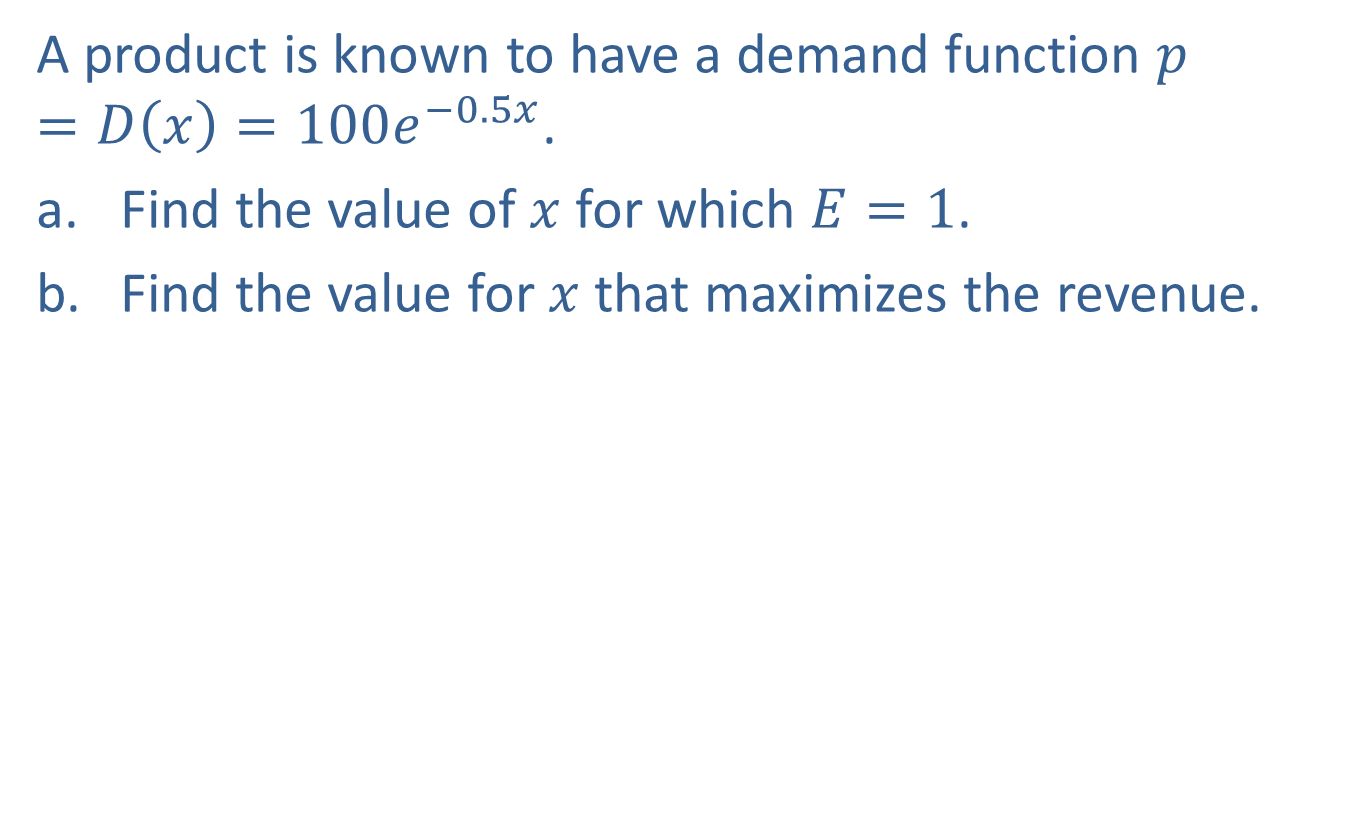 A product is known to have a demand function p
= D(x) = 100e^{−0.5x}.
a. Find the value of x for which E = 1.
b. Find the value for x that maximizes the revenue.